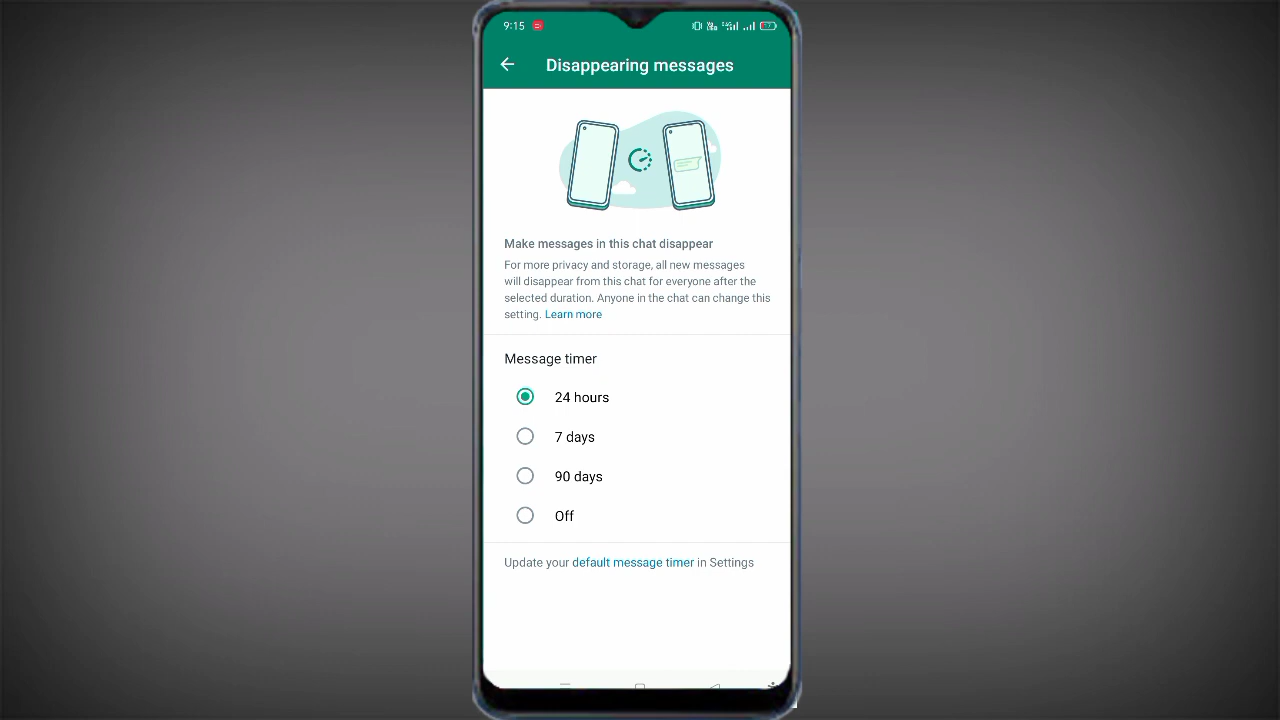 9:15
Disappearing messages
Make messages in this chat disappear
For more privacy and storage, all new messages
will disappear from this chat for everyone after the
selected duration. Anyone in the chat can change this
setting. Learn more
Message timer
24 hours
7 days
90 days
Off
Update your default message timer in Settings